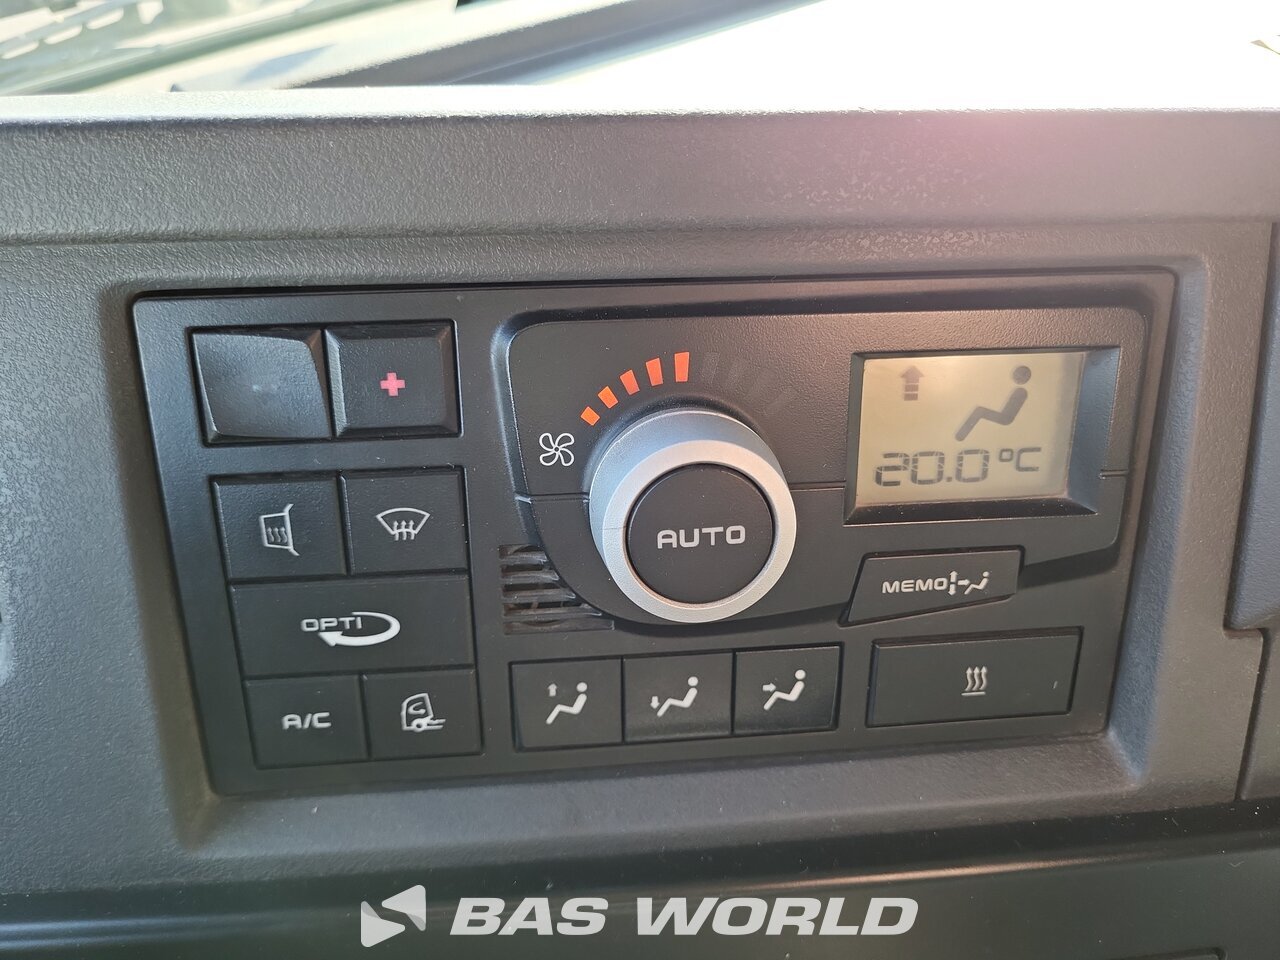 20.0°C
AUTO
MEMO
OPTI
A/C
BAS WORLD